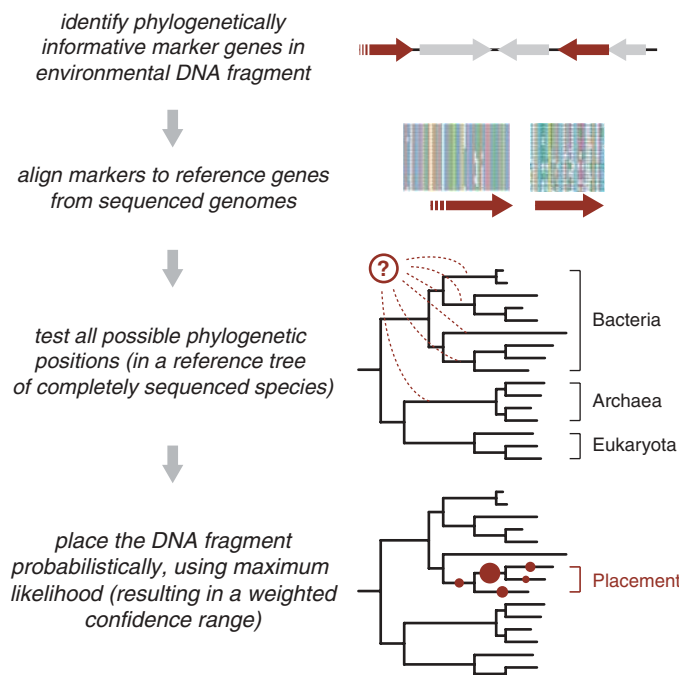 identify phylogenetically
informative marker genes in
environmental DNA fragment
align markers to reference genes
from sequenced genomes
test all possible phylogenetic
positions (in a reference tree
of completely sequenced species)
?
Bacteria
Archaea
Eukaryota
place the DNA fragment
probabilistically, using maximum
likelihood (resulting in a weighted
confidence range)
Placement